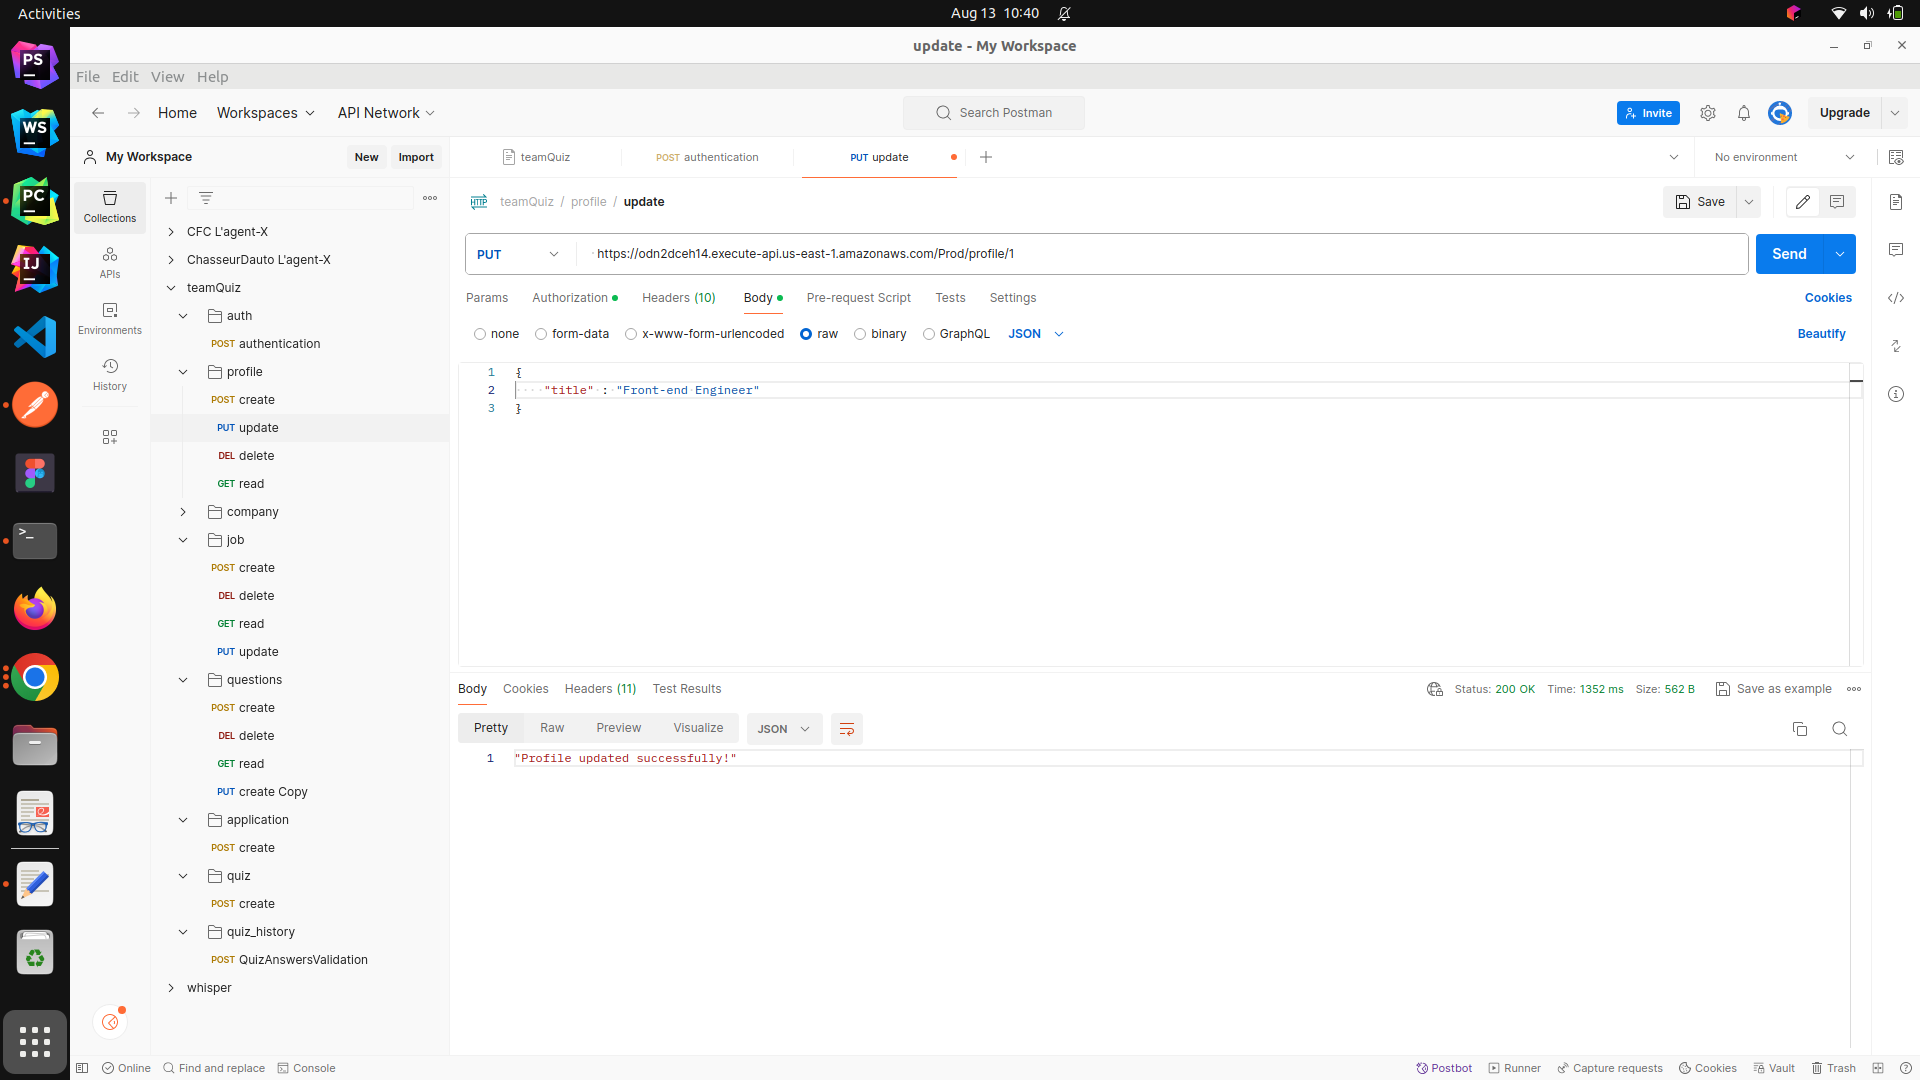 Activities
Aug 13 10:40
update - My Workspace
File Edit View Help
Home Workspaces API Network
Search Postman
Invite
Upgrade
My Workspace
New Import
teamQuiz
POST authentication
PUT update
No environment
Collections
APIs
Environments
History
CFC L'agent-X
ChasseurDauto L'agent-X
teamQuiz
auth
POST authentication
profile
POST create
PUT update
DEL delete
GET read
company
job
POST create
DEL delete
GET read
PUT update
questions
POST create
DEL delete
GET read
PUT create Copy
application
POST create
quiz
POST create
quiz_history
POST QuizAnswersValidation
whisper
HTTP teamQuiz / profile / update
Save
PUT https://odn2dceh14.execute-api.us-east-1.amazonaws.com/Prod/profile/1
Send
Params Authorization Headers (10) Body Pre-request Script Tests Settings
Cookies
none form-data x-www-form-urlencoded raw binary GraphQL JSON
Beautify
1 {
2 "title" : "Front-end Engineer"
3 }
Body Cookies Headers (11) Test Results
Status: 200 OK Time: 1352 ms Size: 562 B Save as example
Pretty Raw Preview Visualize JSON
1 "Profile updated successfully!"
Online Find and replace Console
Postbot Runner Capture requests Cookies Vault Trash
PS
WS
PC
IJ
>_